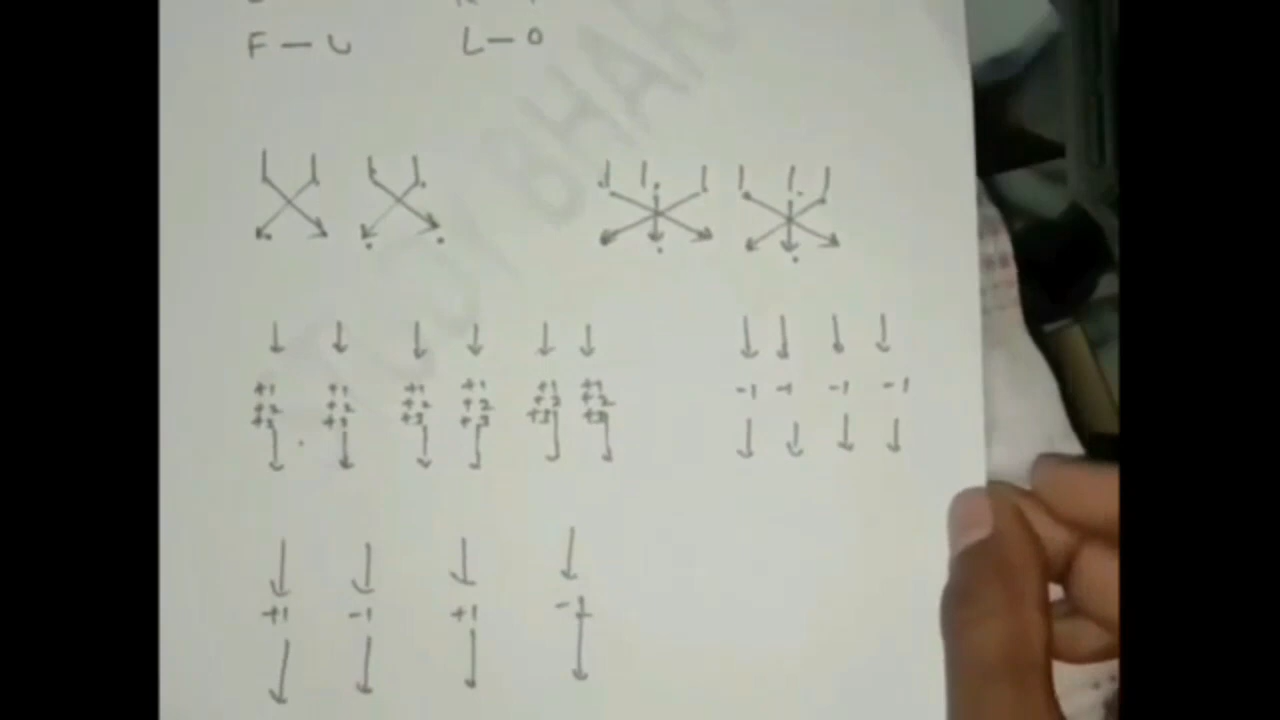 F – U L – O
+1 +1 +1 +1 +1 +1 -1 -1 -1 -1
+2 +2 +2 +2 +2 +2
+3 +3 +3 +3 +3 +3
+1 -1 +1 -1